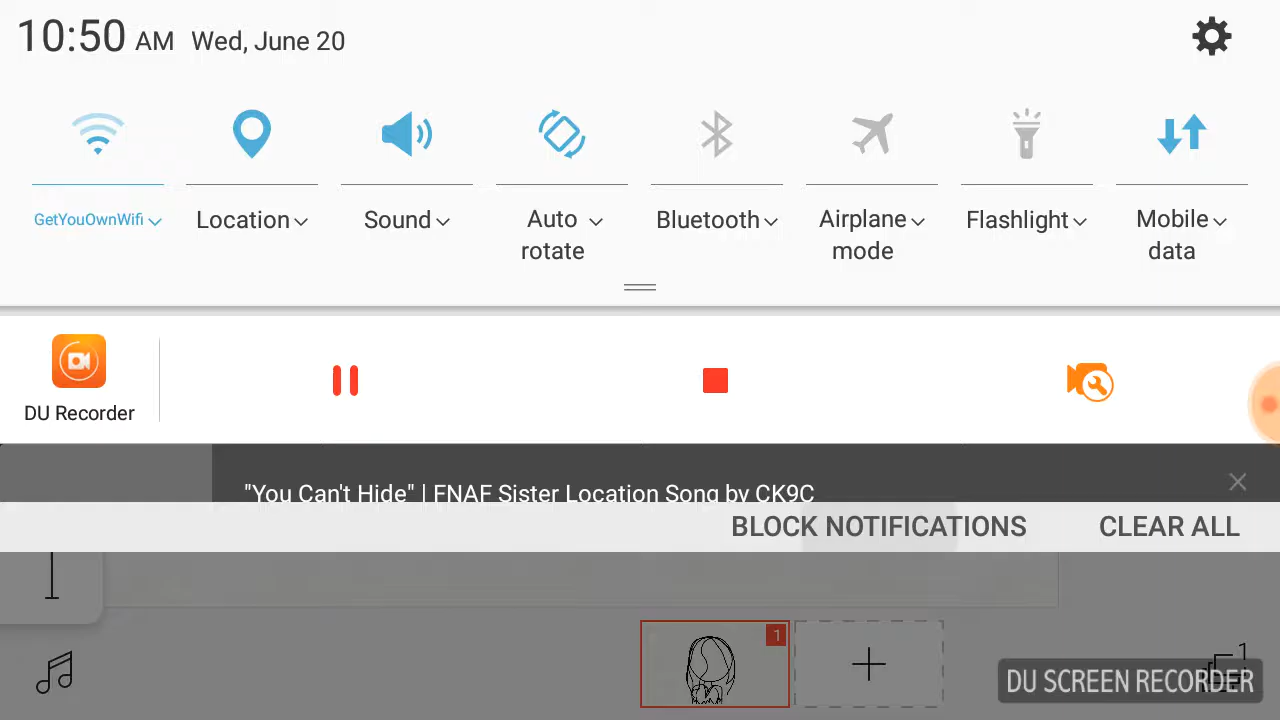 10:50 AM Wed, June 20
GetYouOwnWifi
Location
Sound
Auto rotate
Bluetooth
Airplane mode
Flashlight
Mobile data
DU Recorder
"You Can't Hide" | FNAF Sister Location Song by CK9C
BLOCK NOTIFICATIONS
CLEAR ALL
1
1
DU SCREEN RECORDER